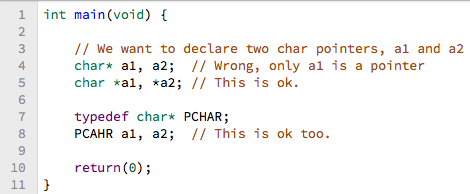 1 int main(void) {
2
3 // We want to declare two char pointers, a1 and a2
4 char* a1, a2; // Wrong, only a1 is a pointer
5 char *a1, *a2; // This is ok.
6
7 typedef char* PCHAR;
8 PCAHR a1, a2; // This is ok too.
9
10 return(0);
11 }